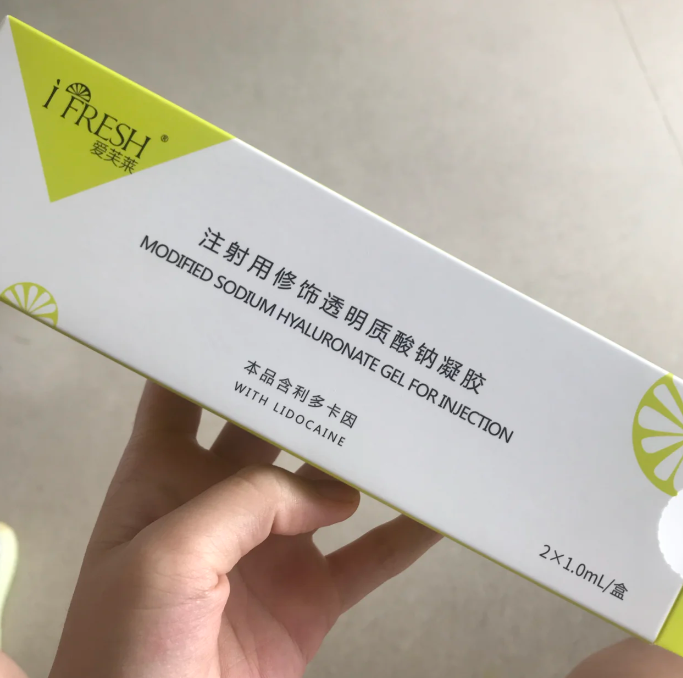 i FRESH®
爱芙莱
注射用修饰透明质酸钠凝胶
MODIFIED SODIUM HYALURONATE GEL FOR INJECTION
本品含利多卡因
WITH LIDOCAINE
2×1.0mL/盒